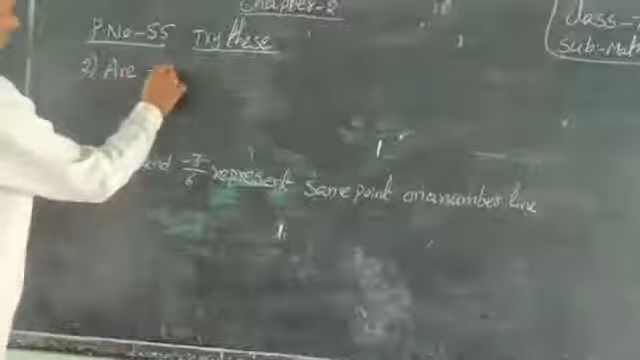 Chapter-2
Class-
Sub:-Math
P.No-55 Try these
2) Are -
and -7/6 represent same point on a number line